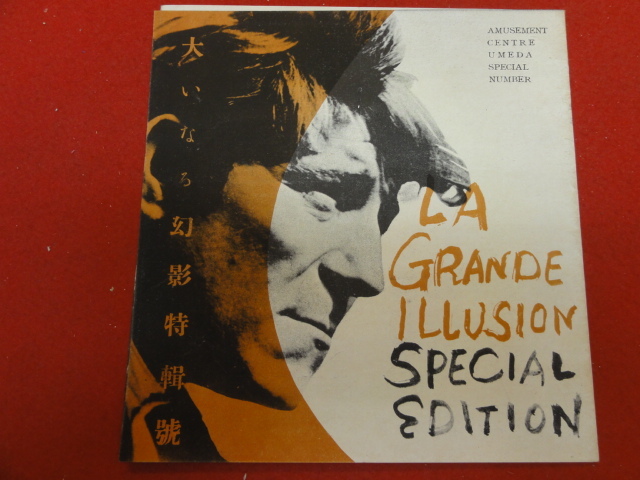 大いなる幻影特輯號
AMUSEMENT
CENTRE
UMEDA
SPECIAL
NUMBER
LA
GRANDE
ILLUSION
SPECIAL
EDITION